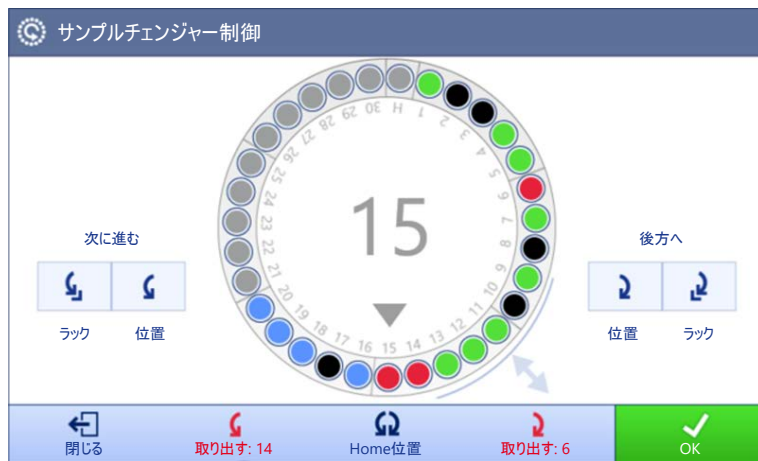 サンプルチェンジャー制御
H 1 2 3 4 5 6 7 8 9 10 11 12 13 14 15 16 17 18 19 20 21 22 23 24 25 26 27 28 29 30
15
次に進む
後方へ
ラック 位置
位置 ラック
閉じる 取り出す: 14 Home位置 取り出す: 6 OK